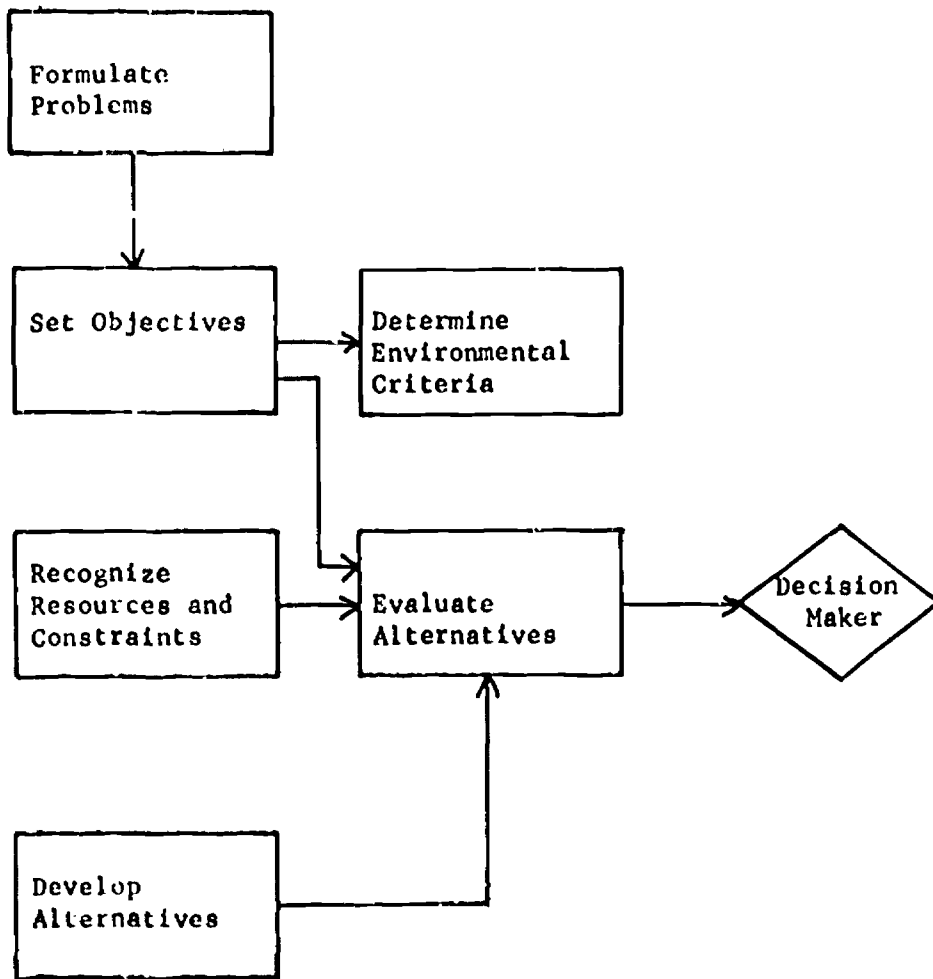 Formulate
Problems
Set Objectives
Determine
Environmental
Criteria
Recognize
Resources and
Constraints
Evaluate
Alternatives
Decision
Maker
Develop
Alternatives